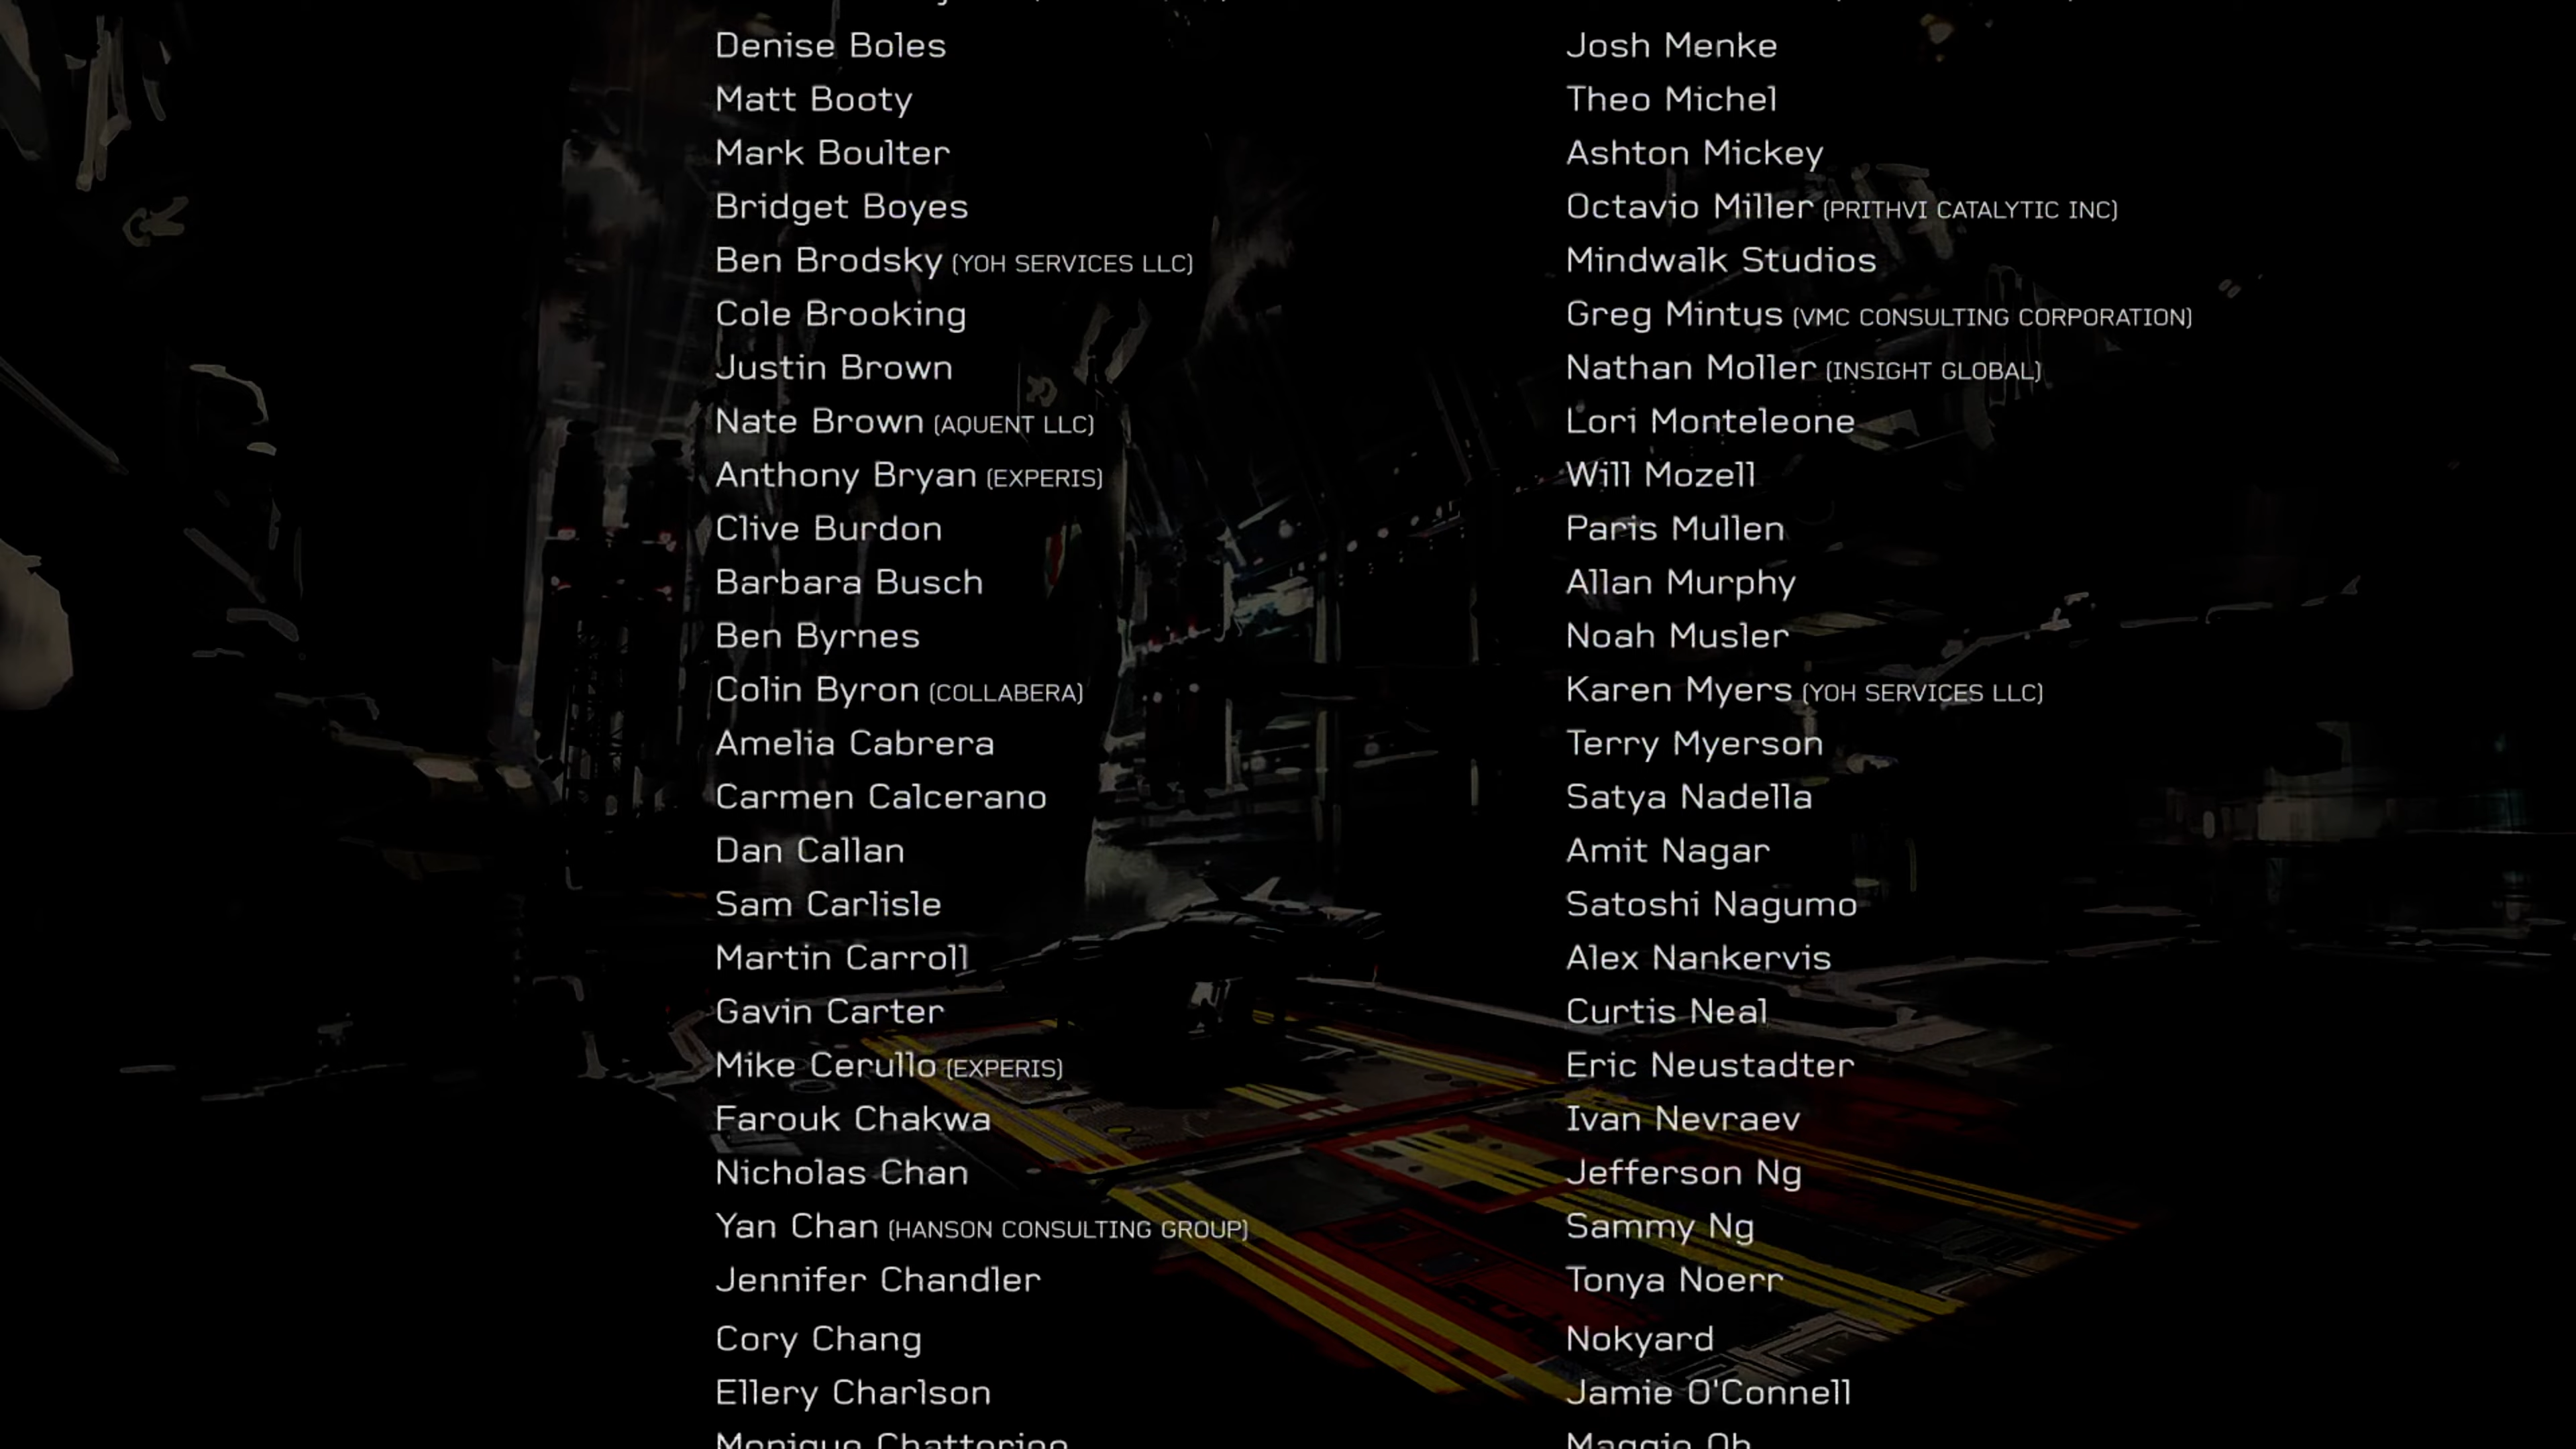 Denise Boles
Matt Booty
Mark Boulter
Bridget Boyes
Ben Brodsky (YOH SERVICES LLC)
Cole Brooking
Justin Brown
Nate Brown (AQUENT LLC)
Anthony Bryan (EXPERIS)
Clive Burdon
Barbara Busch
Ben Byrnes
Colin Byron (COLLABERA)
Amelia Cabrera
Carmen Calcerano
Dan Callan
Sam Carlisle
Martin Carroll
Gavin Carter
Mike Cerullo (EXPERIS)
Farouk Chakwa
Nicholas Chan
Yan Chan (HANSON CONSULTING GROUP)
Jennifer Chandler
Cory Chang
Ellery Charlson
Josh Menke
Theo Michel
Ashton Mickey
Octavio Miller (PRITHVI CATALYTIC INC)
Mindwalk Studios
Greg Mintus (VMC CONSULTING CORPORATION)
Nathan Moller (INSIGHT GLOBAL)
Lori Monteleone
Will Mozell
Paris Mullen
Allan Murphy
Noah Musler
Karen Myers (YOH SERVICES LLC)
Terry Myerson
Satya Nadella
Amit Nagar
Satoshi Nagumo
Alex Nankervis
Curtis Neal
Eric Neustadter
Ivan Nevraev
Jefferson Ng
Sammy Ng
Tonya Noerr
Nokyard
Jamie O'Connell